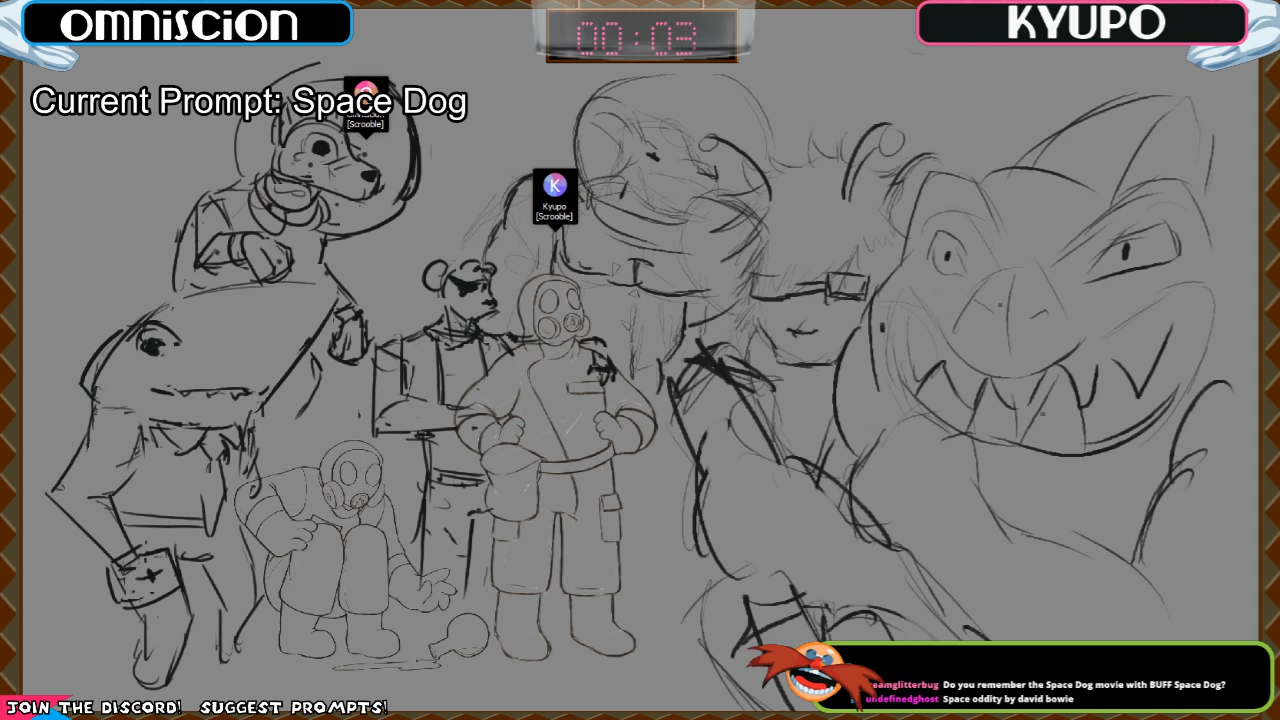 OMNISCION
00:03
KYUPO
Current Prompt: Space Dog
[Scrooble]
K
Kyupo
[Scrooble]
Do you remember the Space Dog movie with BUFF Space Dog?
undefinedghost Space oddity by david bowie
JOIN THE DISCORD! SUGGEST PROMPTS!